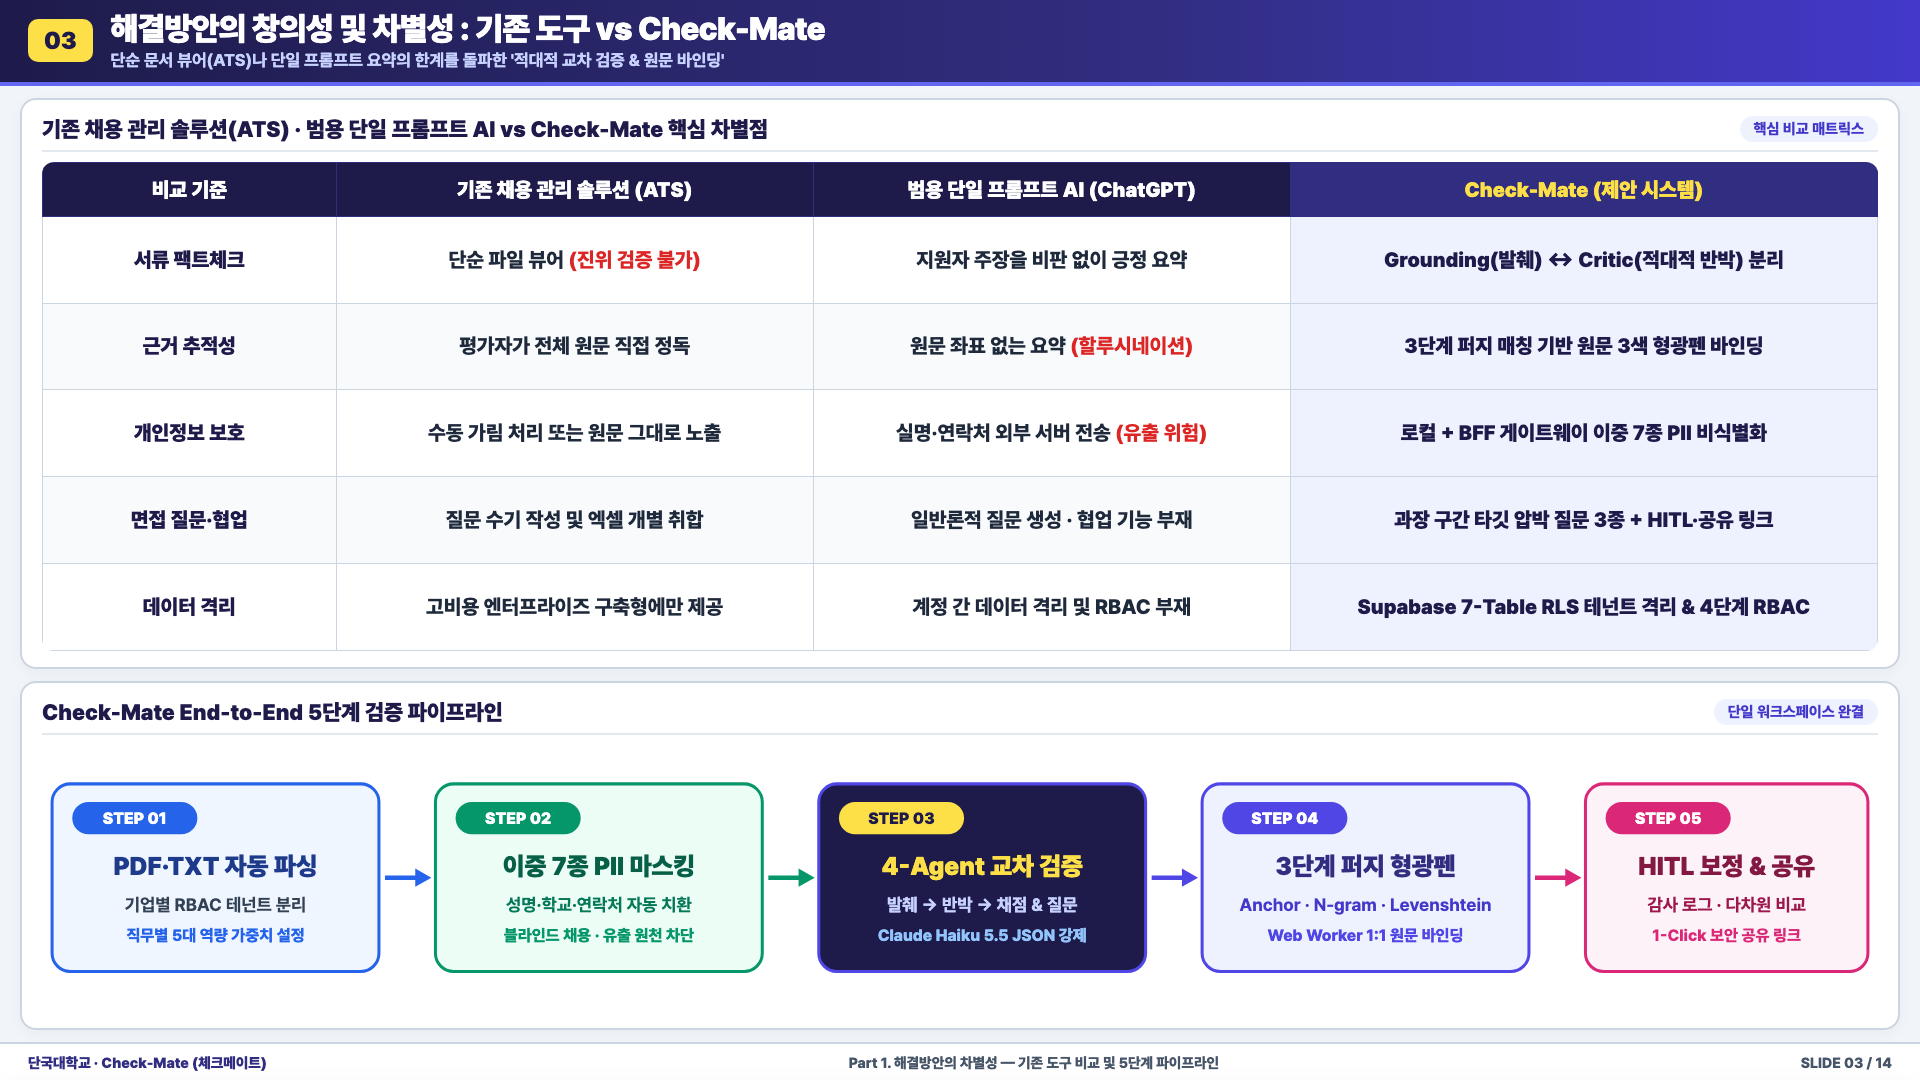 03
해결방안의 창의성 및 차별성 : 기존 도구 vs Check-Mate
단순 문서 뷰어(ATS)나 단일 프롬프트 요약의 한계를 돌파한 '적대적 교차 검증 & 원문 바인딩'
기존 채용 관리 솔루션(ATS) · 범용 단일 프롬프트 AI vs Check-Mate 핵심 차별점
핵심 비교 매트릭스
비교 기준
기존 채용 관리 솔루션 (ATS)
범용 단일 프롬프트 AI (ChatGPT)
Check-Mate (제안 시스템)
서류 팩트체크
단순 파일 뷰어 (진위 검증 불가)
지원자 주장을 비판 없이 긍정 요약
Grounding(발췌) ↔ Critic(적대적 반박) 분리
근거 추적성
평가자가 전체 원문 직접 정독
원문 좌표 없는 요약 (할루시네이션)
3단계 퍼지 매칭 기반 원문 3색 형광펜 바인딩
개인정보 보호
수동 가림 처리 또는 원문 그대로 노출
실명·연락처 외부 서버 전송 (유출 위험)
로컬 + BFF 게이트웨이 이중 7종 PII 비식별화
면접 질문·협업
질문 수기 작성 및 엑셀 개별 취합
일반론적 질문 생성 · 협업 기능 부재
과장 구간 타깃 압박 질문 3종 + HITL·공유 링크
데이터 격리
고비용 엔터프라이즈 구축형에만 제공
계정 간 데이터 격리 및 RBAC 부재
Supabase 7-Table RLS 테넌트 격리 & 4단계 RBAC
Check-Mate End-to-End 5단계 검증 파이프라인
단일 워크스페이스 완결
STEP 01
PDF·TXT 자동 파싱
기업별 RBAC 테넌트 분리
직무별 5대 역량 가중치 설정
STEP 02
이중 7종 PII 마스킹
성명·학교·연락처 자동 치환
블라인드 채용 · 유출 원천 차단
STEP 03
4-Agent 교차 검증
발췌 → 반박 → 채점 & 질문
Claude Haiku 5.5 JSON 강제
STEP 04
3단계 퍼지 형광펜
Anchor · N-gram · Levenshtein
Web Worker 1:1 원문 바인딩
STEP 05
HITL 보정 & 공유
감사 로그 · 다차원 비교
1-Click 보안 공유 링크
단국대학교 · Check-Mate (체크메이트)
Part 1. 해결방안의 차별성 — 기존 도구 비교 및 5단계 파이프라인
SLIDE 03 / 14